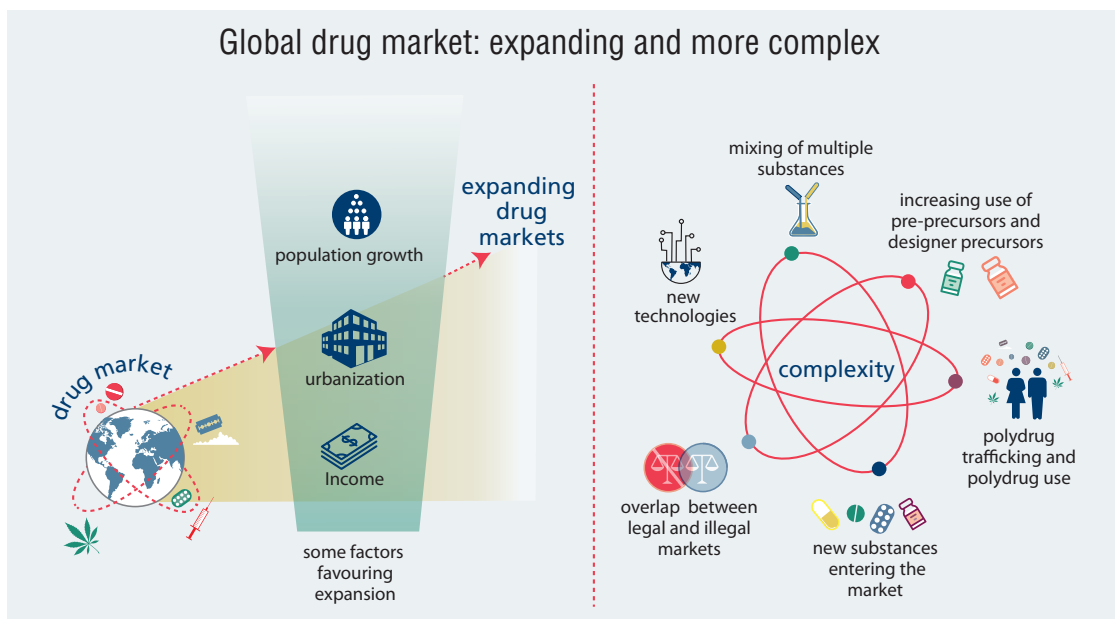 Global drug market: expanding and more complex
drug market
population growth
urbanization
Income
some factors
favouring
expansion
expanding
drug
markets
mixing of multiple
substances
increasing use of
pre-precursors and
designer precursors
new
technologies
complexity
polydrug
trafficking and
polydrug use
overlap between
legal and illegal
markets
new substances
entering the
market